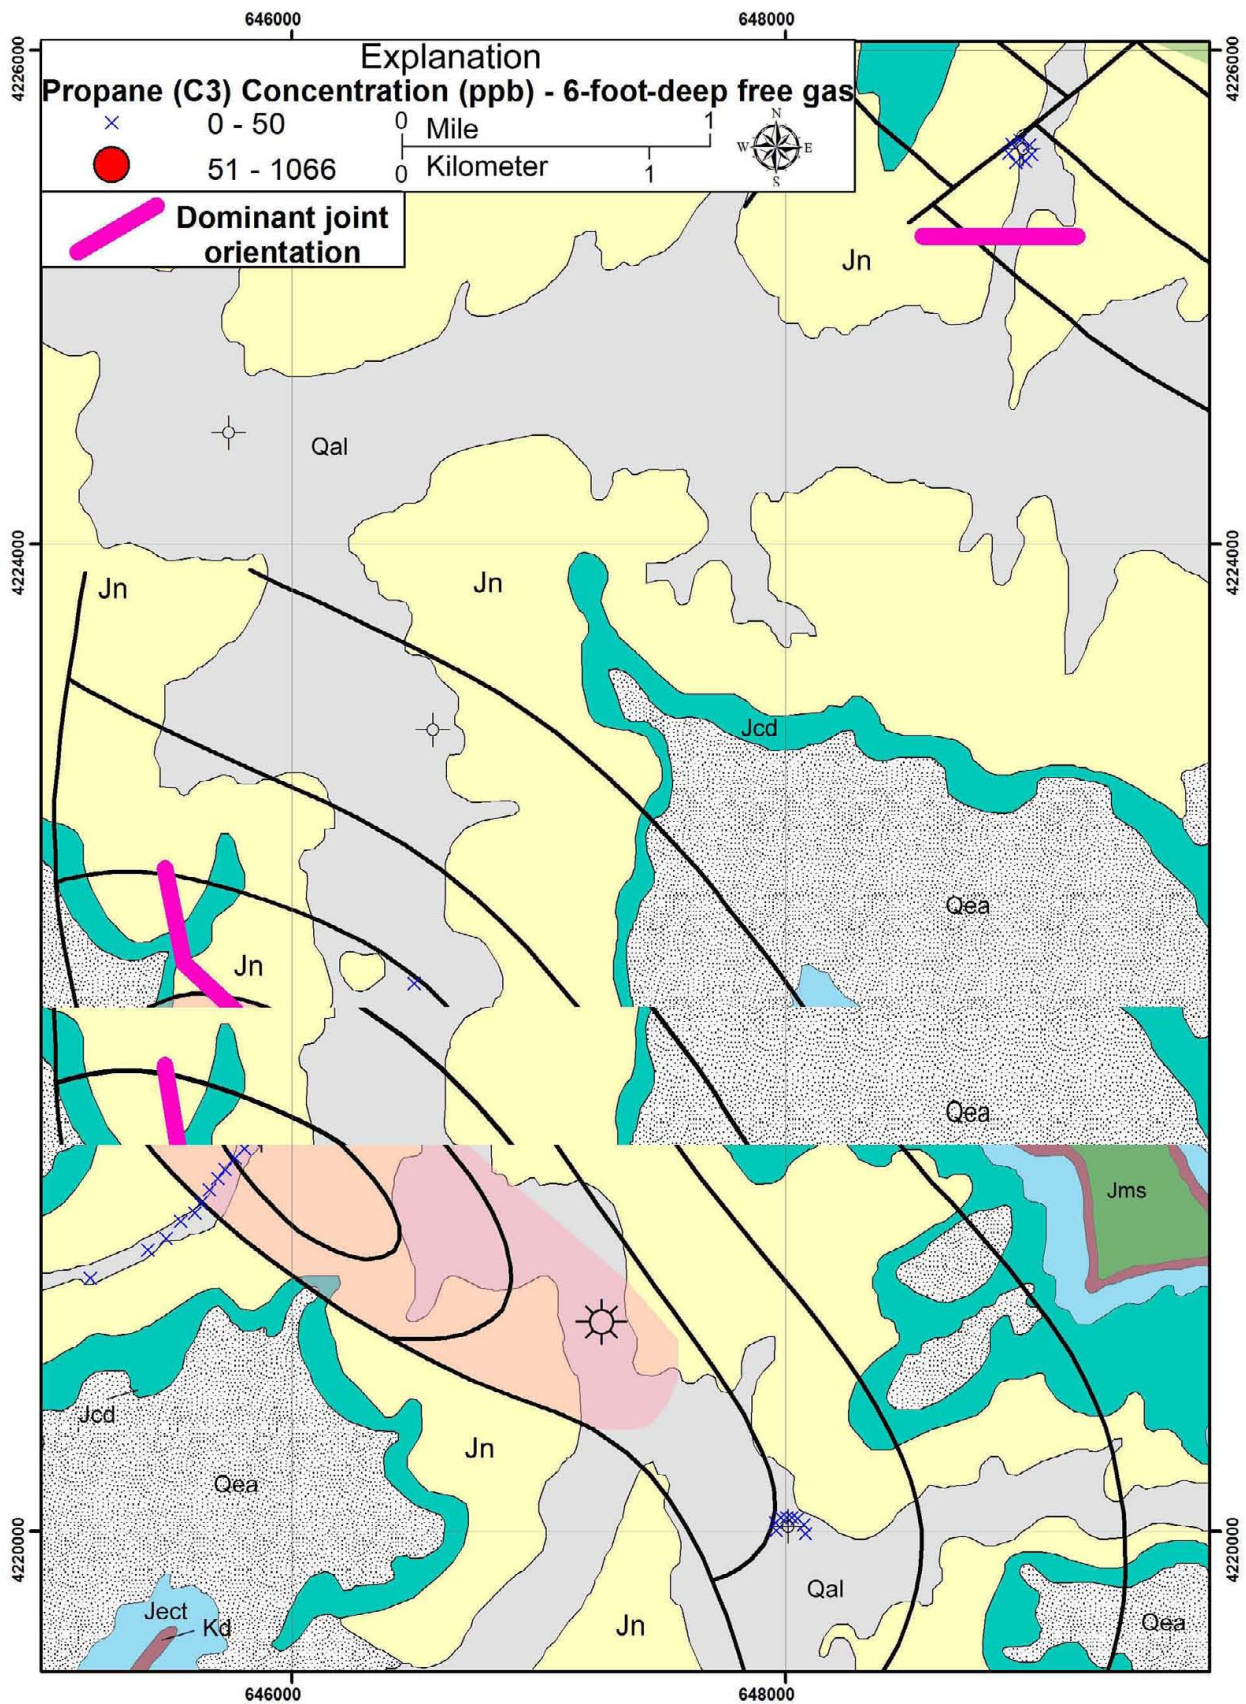 646000
648000
4226000
4226000
Explanation
Propane (C3) Concentration (ppb) - 6-foot-deep free gas
0 - 50
0
Mile
1
N
W
E
S
51 - 1066
0
Kilometer
1
Dominant joint
orientation
Jn
Qal
4224000
4224000
Jn
Jn
Jcd
Qea
Jn
Qea
Jms
Jcd
Jn
Qea
4220000
4220000
Qal
Ject
Kd
Jn
Qea
646000
648000